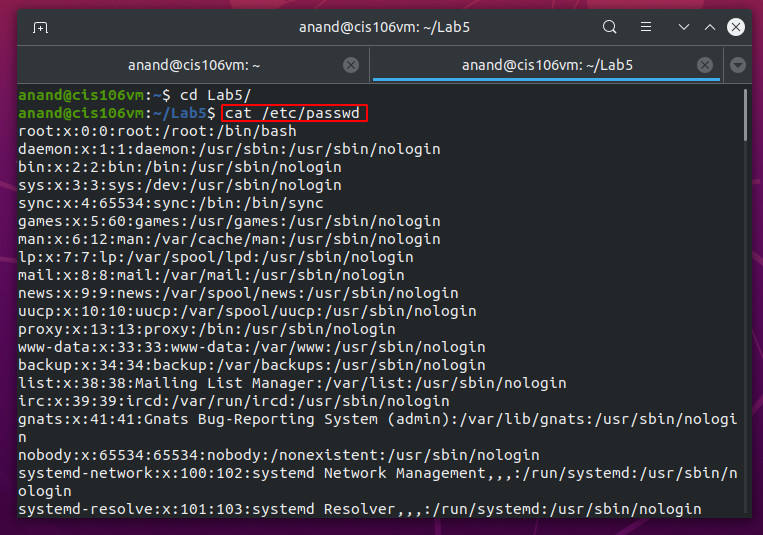 anand@cis106vm: ~/Lab5
anand@cis106vm: ~
anand@cis106vm: ~/Lab5
anand@cis106vm:~$ cd Lab5/
anand@cis106vm:~/Lab5$ cat /etc/passwd
root:x:0:0:root:/root:/bin/bash
daemon:x:1:1:daemon:/usr/sbin:/usr/sbin/nologin
bin:x:2:2:bin:/bin:/usr/sbin/nologin
sys:x:3:3:sys:/dev:/usr/sbin/nologin
sync:x:4:65534:sync:/bin:/bin/sync
games:x:5:60:games:/usr/games:/usr/sbin/nologin
man:x:6:12:man:/var/cache/man:/usr/sbin/nologin
lp:x:7:7:lp:/var/spool/lpd:/usr/sbin/nologin
mail:x:8:8:mail:/var/mail:/usr/sbin/nologin
news:x:9:9:news:/var/spool/news:/usr/sbin/nologin
uucp:x:10:10:uucp:/var/spool/uucp:/usr/sbin/nologin
proxy:x:13:13:proxy:/bin:/usr/sbin/nologin
www-data:x:33:33:www-data:/var/www:/usr/sbin/nologin
backup:x:34:34:backup:/var/backups:/usr/sbin/nologin
list:x:38:38:Mailing List Manager:/var/list:/usr/sbin/nologin
irc:x:39:39:ircd:/var/run/ircd:/usr/sbin/nologin
gnats:x:41:41:Gnats Bug-Reporting System (admin):/var/lib/gnats:/usr/sbin/nologi
n
nobody:x:65534:65534:nobody:/nonexistent:/usr/sbin/nologin
systemd-network:x:100:102:systemd Network Management,,,:/run/systemd:/usr/sbin/n
ologin
systemd-resolve:x:101:103:systemd Resolver,,,:/run/systemd:/usr/sbin/nologin